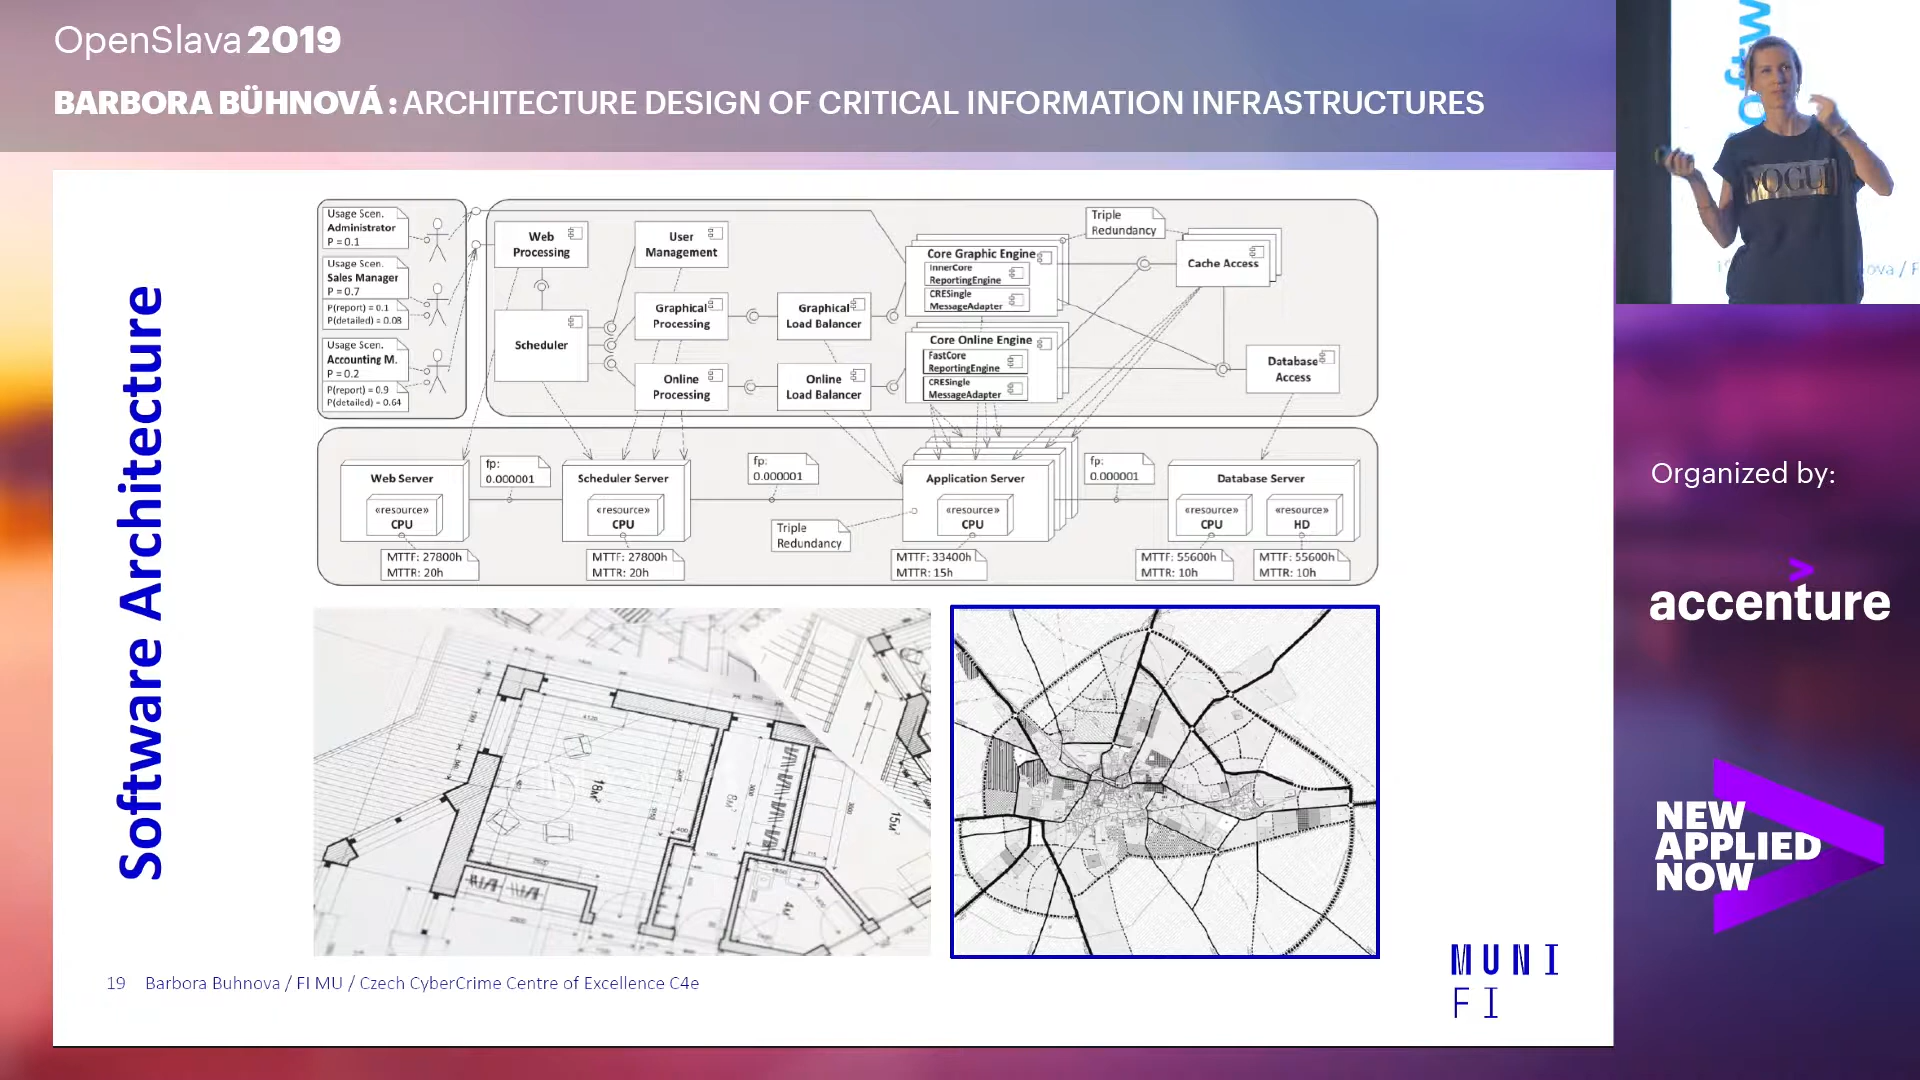 OpenSlava 2019
BARBORA BÜHNOVÁ : ARCHITECTURE DESIGN OF CRITICAL INFORMATION INFRASTRUCTURES
Software Architecture
Usage Scen.
Administrator
P = 0.1
Usage Scen.
Sales Manager
P = 0.7
P(report) = 0.1
P(detailed) = 0.08
Usage Scen.
Accounting M.
P = 0.2
P(report) = 0.9
P(detailed) = 0.64
Web
Processing
User
Management
Scheduler
Graphical
Processing
Graphical
Load Balancer
Online
Processing
Online
Load Balancer
Core Graphic Engine
InnerCore
ReportingEngine
CRESingle
MessageAdapter
Core Online Engine
FastCore
ReportingEngine
CRESingle
MessageAdapter
Triple
Redundancy
Cache Access
Database
Access
Web Server
«resource»
CPU
MTTF: 27800h
MTTR: 20h
fp:
0.000001
Scheduler Server
«resource»
CPU
MTTF: 27800h
MTTR: 20h
fp:
0.000001
Triple
Redundancy
Application Server
«resource»
CPU
MTTF: 33400h
MTTR: 15h
fp:
0.000001
Database Server
«resource»
CPU
«resource»
HD
MTTF: 55600h
MTTR: 10h
MTTF: 55600h
MTTR: 10h
18м²
8м²
15м²
4м²
19 Barbora Buhnova / FI MU / Czech CyberCrime Centre of Excellence C4e
MUNI
FI
VOGUE
Organized by:
accenture
NEW
APPLIED
NOW